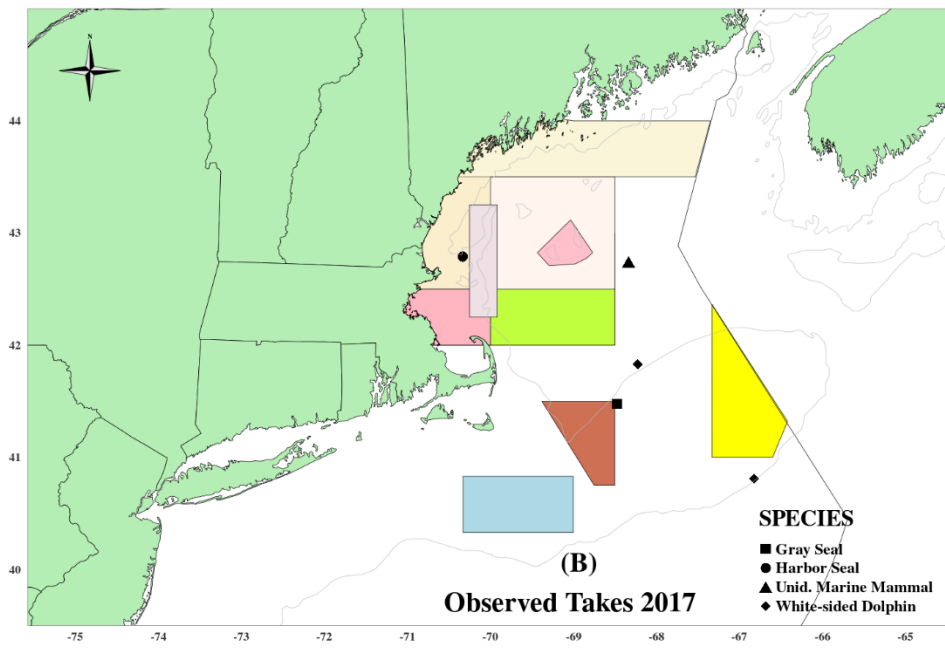 N
44
43
42
41
40
SPECIES
Gray Seal
Harbor Seal
Unid. Marine Mammal
White-sided Dolphin
(B)
Observed Takes 2017
-75 -74 -73 -72 -71 -70 -69 -68 -67 -66 -65